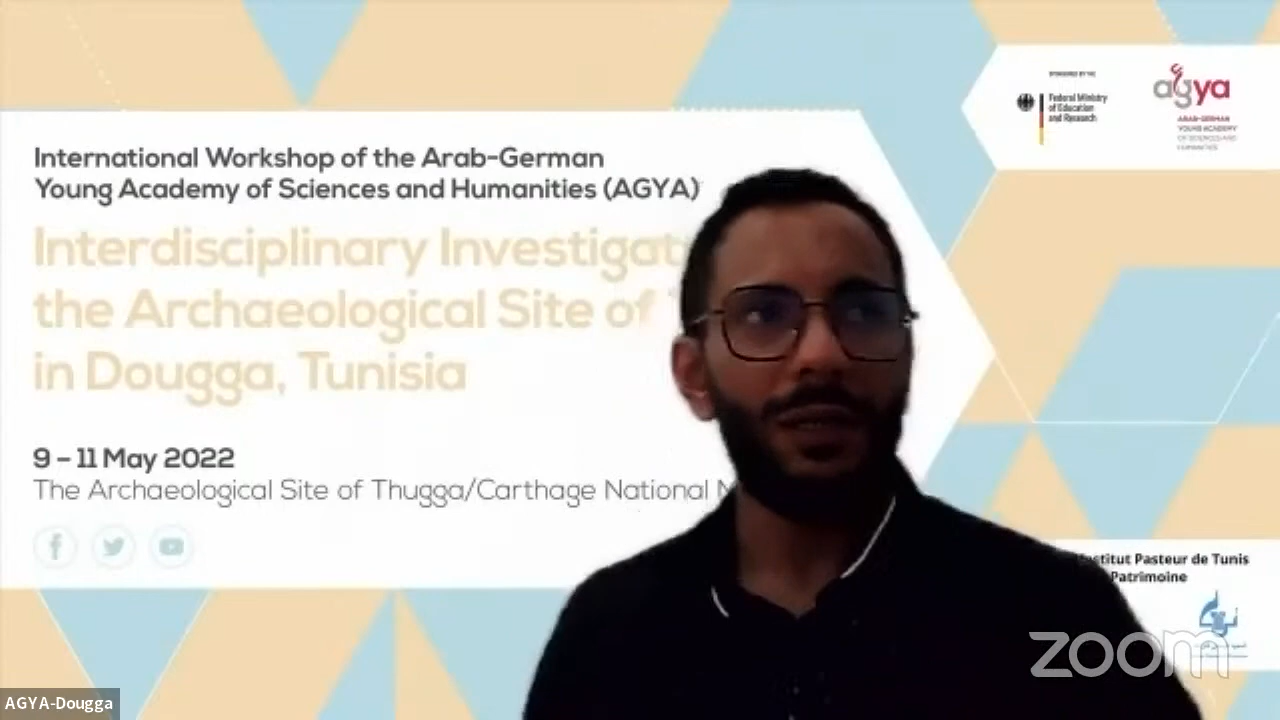 International Workshop of the Arab-German
Young Academy of Sciences and Humanities (AGYA)
Interdisciplinary Investigat
the Archaeological Site of
in Dougga, Tunisia
9 – 11 May 2022
The Archaeological Site of Thugga/Carthage National
SPONSORED BY THE
Federal Ministry
of Education
and Research
agya
ARAB-GERMAN
YOUNG ACADEMY
OF SCIENCES AND
HUMANITIES
stitut Pasteur de Tunis
Patrimoine
zoom
AGYA-Dougga